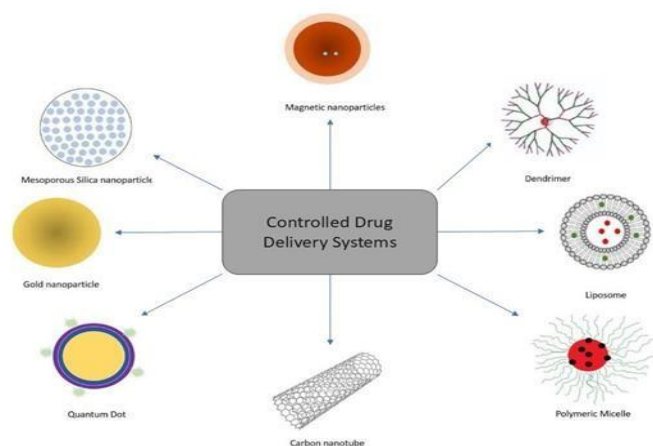 Magnetic nanoparticles
Mesoporous Silica nanoparticle
Dendrimer
Controlled Drug
Delivery Systems
Gold nanoparticle
Liposome
Quantum Dot
Carbon nanotube
Polymeric Micelle